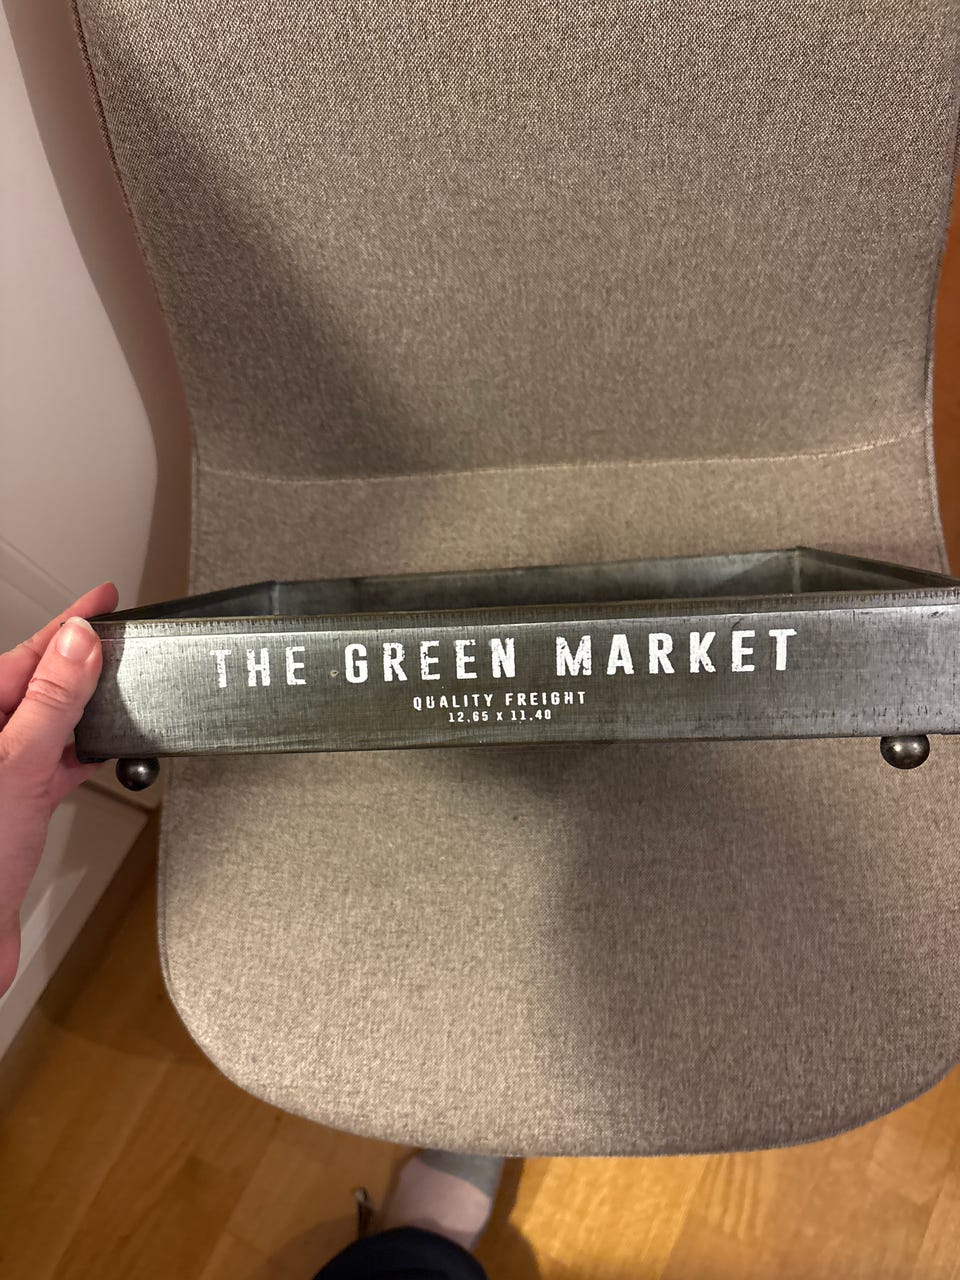 THE GREEN MARKET
QUALITY FREIGHT
12.65 x 11.40